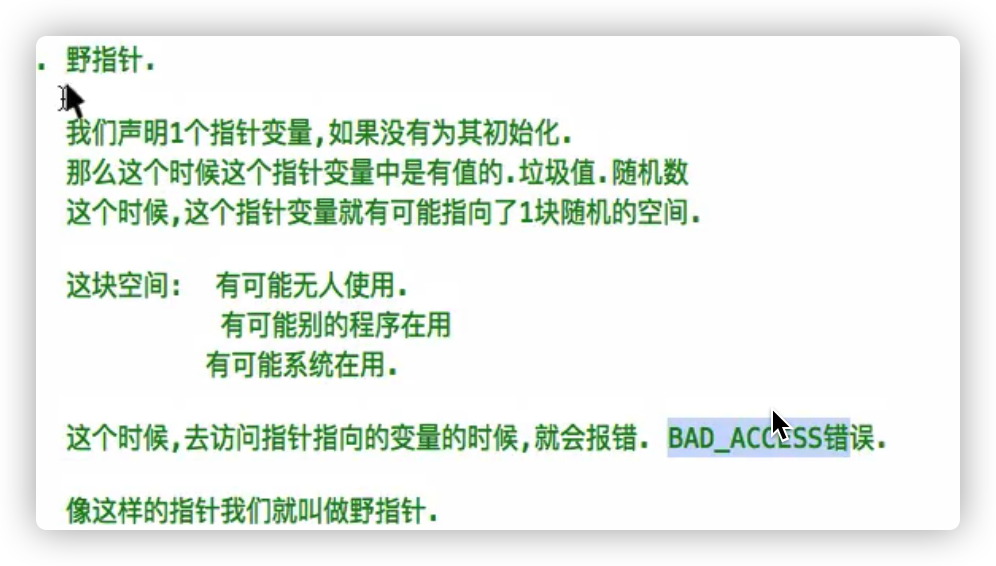 . 野指针.
我们声明1个指针变量,如果没有为其初始化.
那么这个时候这个指针变量中是有值的.垃圾值.随机数
这个时候,这个指针变量就有可能指向了1块随机的空间.
这块空间: 有可能无人使用.
有可能别的程序在用
有可能系统在用.
这个时候,去访问指针指向的变量的时候,就会报错. BAD_ACCESS错误.
像这样的指针我们就叫做野指针.